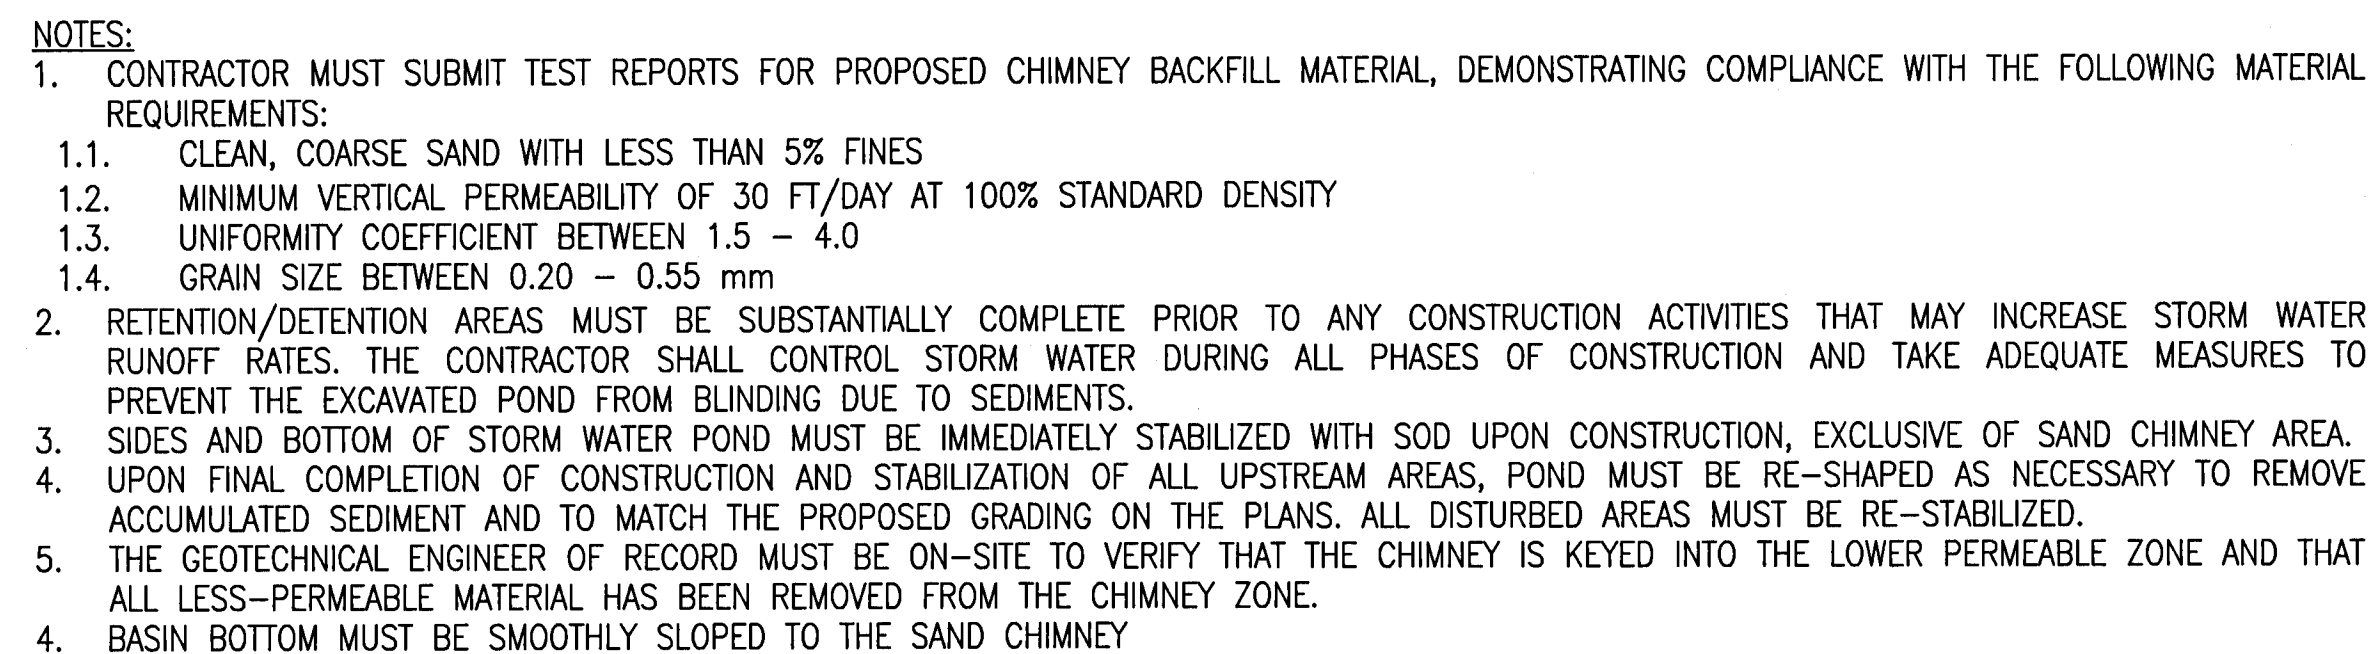 NOTES:
1. CONTRACTOR MUST SUBMIT TEST REPORTS FOR PROPOSED CHIMNEY BACKFILL MATERIAL, DEMONSTRATING COMPLIANCE WITH THE FOLLOWING MATERIAL
REQUIREMENTS:
1.1. CLEAN, COARSE SAND WITH LESS THAN 5% FINES
1.2. MINIMUM VERTICAL PERMEABILITY OF 30 FT/DAY AT 100% STANDARD DENSITY
1.3. UNIFORMITY COEFFICIENT BETWEEN 1.5 – 4.0
1.4. GRAIN SIZE BETWEEN 0.20 – 0.55 mm
2. RETENTION/DETENTION AREAS MUST BE SUBSTANTIALLY COMPLETE PRIOR TO ANY CONSTRUCTION ACTIVITIES THAT MAY INCREASE STORM WATER
RUNOFF RATES. THE CONTRACTOR SHALL CONTROL STORM WATER DURING ALL PHASES OF CONSTRUCTION AND TAKE ADEQUATE MEASURES TO
PREVENT THE EXCAVATED POND FROM BLINDING DUE TO SEDIMENTS.
3. SIDES AND BOTTOM OF STORM WATER POND MUST BE IMMEDIATELY STABILIZED WITH SOD UPON CONSTRUCTION, EXCLUSIVE OF SAND CHIMNEY AREA.
4. UPON FINAL COMPLETION OF CONSTRUCTION AND STABILIZATION OF ALL UPSTREAM AREAS, POND MUST BE RE–SHAPED AS NECESSARY TO REMOVE
ACCUMULATED SEDIMENT AND TO MATCH THE PROPOSED GRADING ON THE PLANS. ALL DISTURBED AREAS MUST BE RE–STABILIZED.
5. THE GEOTECHNICAL ENGINEER OF RECORD MUST BE ON–SITE TO VERIFY THAT THE CHIMNEY IS KEYED INTO THE LOWER PERMEABLE ZONE AND THAT
ALL LESS–PERMEABLE MATERIAL HAS BEEN REMOVED FROM THE CHIMNEY ZONE.
4. BASIN BOTTOM MUST BE SMOOTHLY SLOPED TO THE SAND CHIMNEY